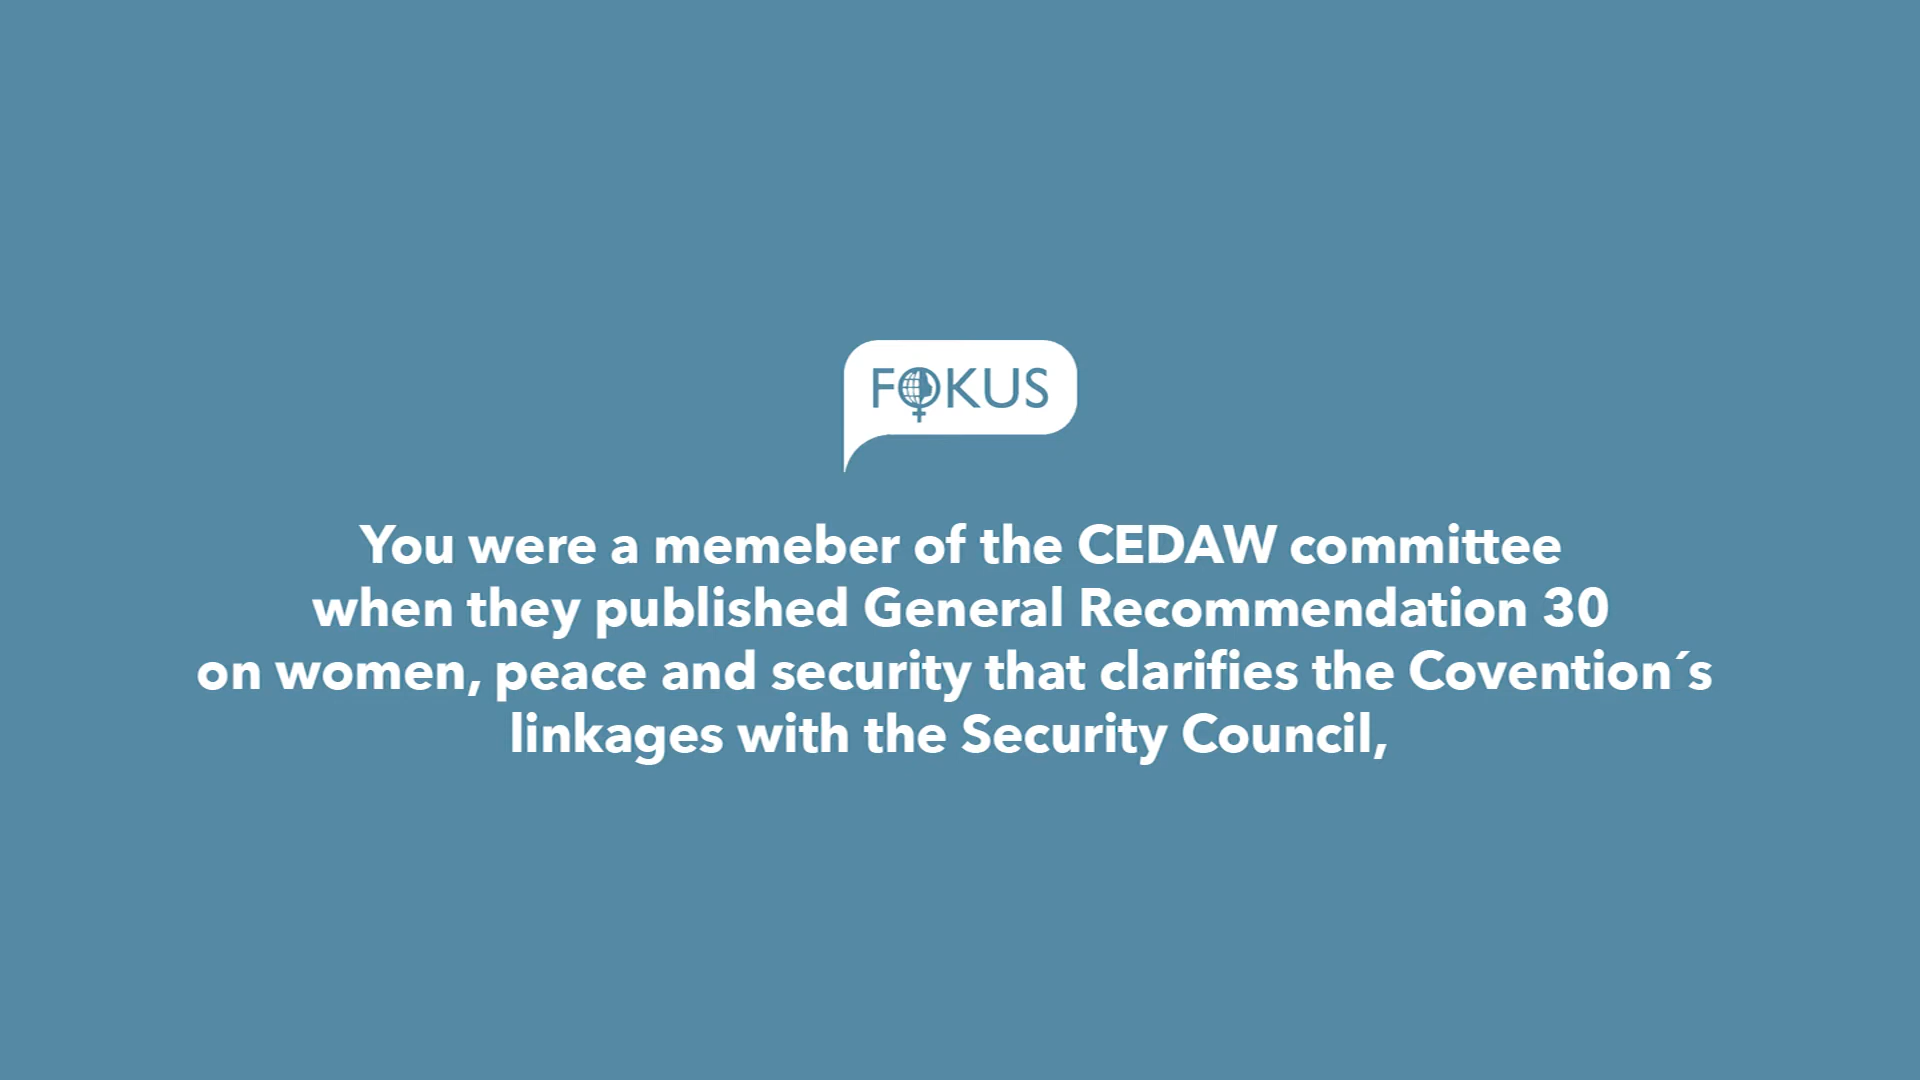 FOKUS
You were a memeber of the CEDAW committee
when they published General Recommendation 30
on women, peace and security that clarifies the Covention´s
linkages with the Security Council,